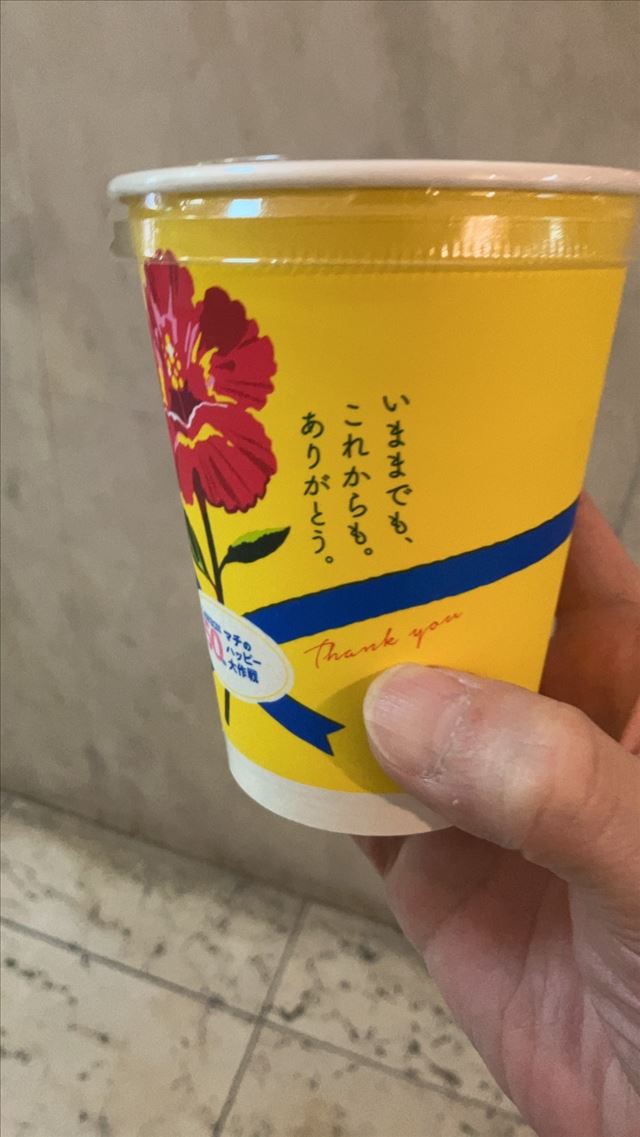 いままでも、
これからも。
ありがとう。
Thank you
マチの
ハッピー
大作戦